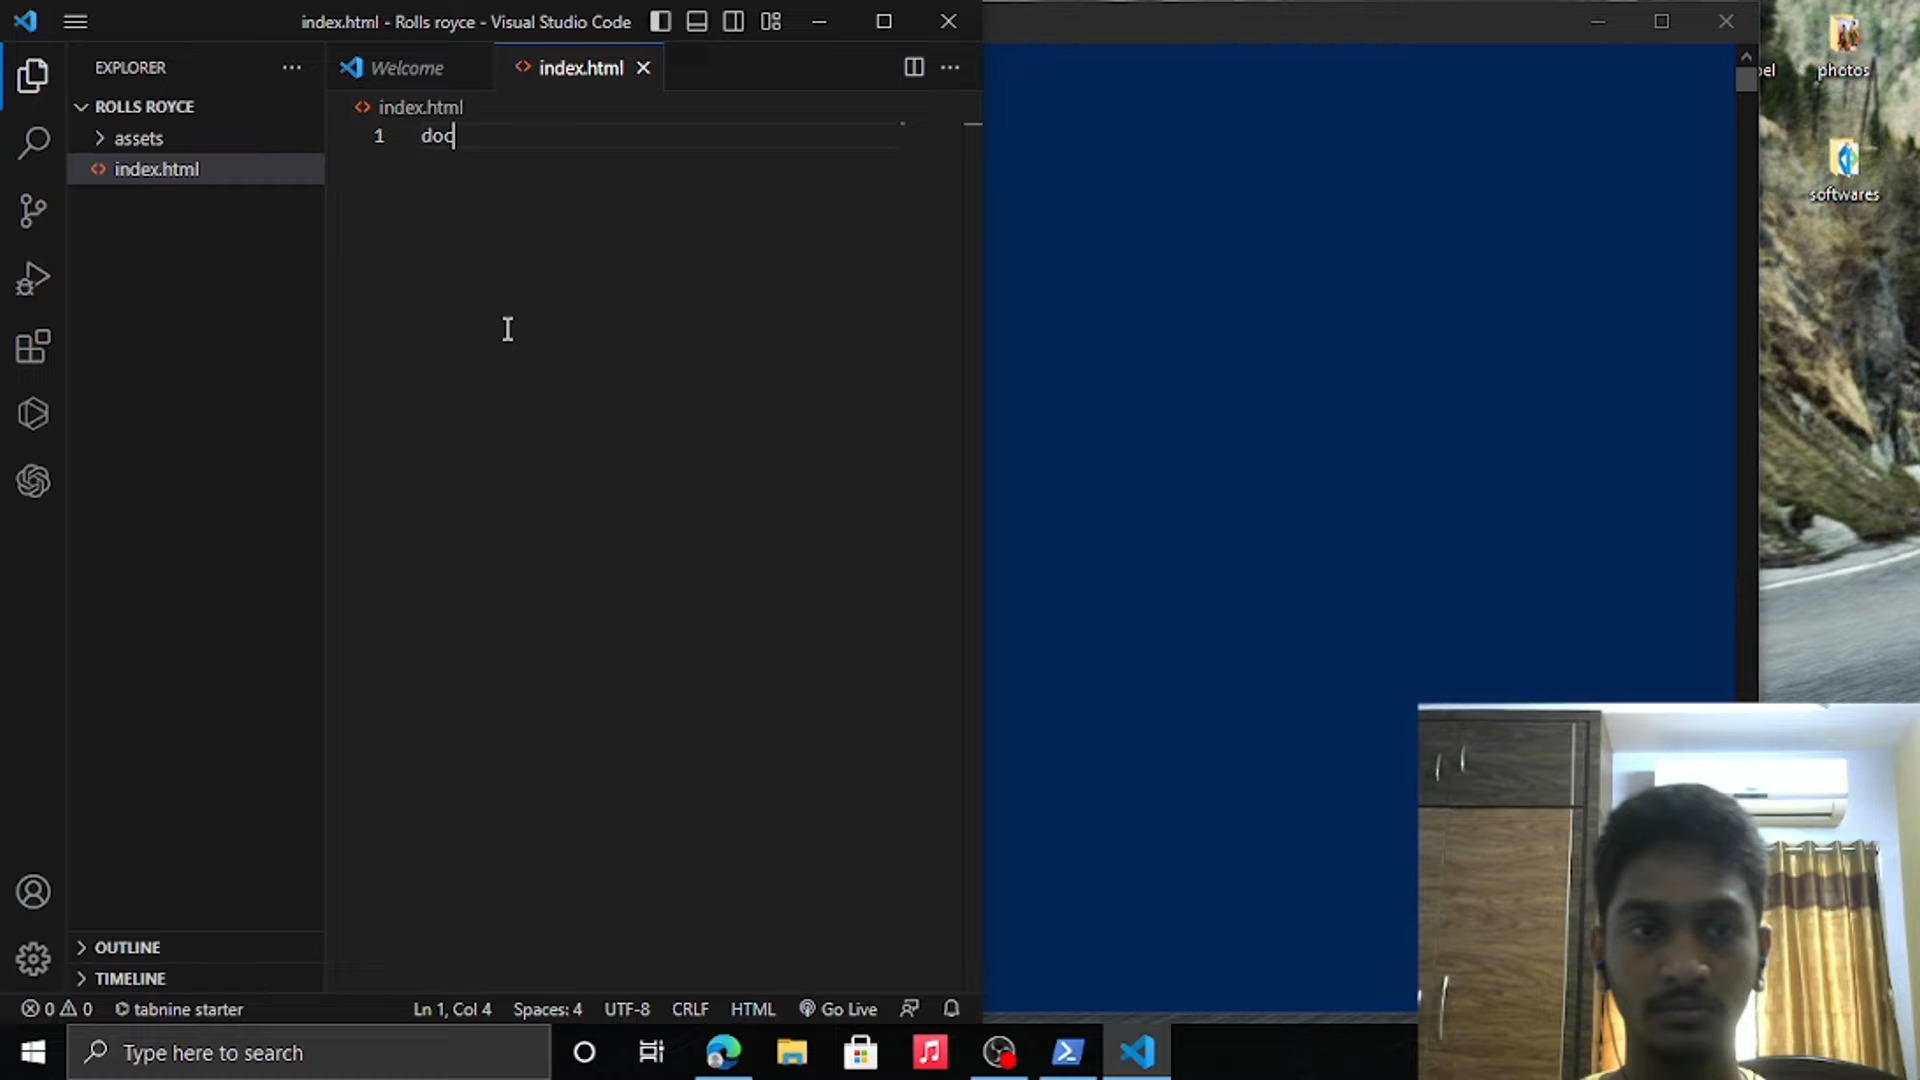 index.html - Rolls royce - Visual Studio Code
EXPLORER
Welcome
index.html
ROLLS ROYCE
assets
index.html
index.html
1 doc
OUTLINE
TIMELINE
0 0 tabnine starter
Ln 1, Col 4 Spaces: 4 UTF-8 CRLF HTML Go Live
Type here to search
pel
photos
softwares